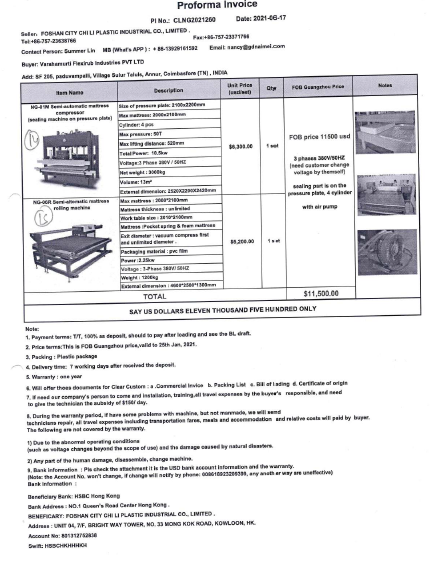 Proforma Invoice
PI No.: CLNG2021260 Date: 2021-06-17
Seller: FOSHAN CITY CHI LI PLASTIC INDUSTRIAL CO., LIMITED .
Tel:+86-757-23638766 Fax:+86-757-23371766
Contact Person: Summer Lin MB (What's APP) : + 86-13929161592 Email: nancy@gdnaimei.com
Buyer: Varakamurti Flexirub Industries PVT LTD
Add: SF 205, paduvampalli, Village Sulur Taluk, Annur, Coimbatore (TN) , INDIA
Item Name Description Unit Price (usd/set) Qty FOB Guangzhou Price Notes
NG-01M Semi-automatic mattress compressor
(sealing machine on pressure plate)
Size of pressure plate: 2100x2200mm
Max mattress: 2000x2100mm
Cylinder: 4 pcs
Max pressure: 50T
Max lifting distance: 520mm
Total Power: 10.5kw
Voltage:3 Phase 380V / 50HZ
Net weight: 3000kg
Volume: 13m³
External dimension: 2520X2200X2420mm
$6,300.00 1 set
NG-06R Semi-automatic mattress rolling machine
Max mattress : 2000*2100mm
Mattress thickness : unlimited
Work table size : 2010*2100mm
Mattress :Pocket spring & foam mattress
Exit diameter : vacuum compress first
and unlimited diameter .
Packaging material : pvc film
Power :2.25kw
Voltage : 3-Phase 380V/ 50HZ
Weight : 1200kg
External dimension : 4000*2500*1300mm
$5,200.00 1 set
FOB price 11500 usd
3 phases 380V/50HZ
(need customer change
voltage by themself)
sealing part is on the
pressure plate, 4 cylinder
with air pump
TOTAL $11,500.00
SAY US DOLLARS ELEVEN THOUSAND FIVE HUNDRED ONLY
Note:
1. Payment terms: T/T, 100% as deposit, should to pay after loading and see the BL draft.
2. Price terms:This is FOB Guangzhou price,valid to 25th Jan, 2021.
3. Packing : Plastic package
4. Delivery time: 7 working days after received the deposit.
5. Warranty : one year
6. Will offer thoes documents for Clear Custom : a .Commercial Invoice b. Packing List c. Bill of lading d. Certificate of origin
7. If need our company's person to come and installation, training,all travel expenses by the buyer's responsible, and need
to give the technician the subsidy of $150/ day.
8. During the warranty period, if have some problems with machine, but not manmade, we will send
technicians repair, all travel expenses including transportation fares, meals and accommodation and relative costs will paid by buyer.
The following are not covered by the warranty.
1) Due to the abnormal operating conditions
(such as voltage changes beyond the scope of use) and the damage caused by natural disasters.
2) Any part of the human damage, disassemble, change machine.
9. Bank information : Pls check the attachment it is the USD bank account information and the warranty.
(Note: the Account No. won't change, if change will notify by phone: any another way are uneffective)
Bank information :
Beneficiary Bank: HSBC Hong Kong
Bank Address : NO.1 Queen's Road Center Hong Kong .
BENEFICIARY: FOSHAN CITY CHI LI PLASTIC INDUSTRIAL CO., LIMITED .
Address : UNIT 04, 7/F, BRIGHT WAY TOWER, NO. 33 MONG KOK ROAD, KOWLOON, HK.
Account No: 801312752838
Swift: HSBCHKHHHKH